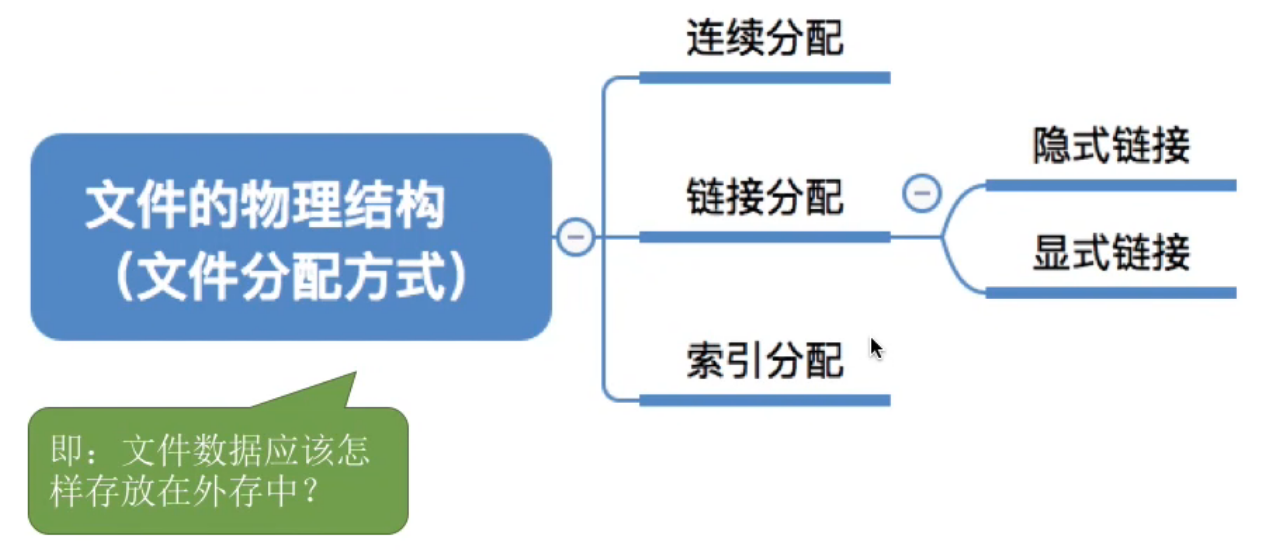 连续分配
隐式链接
文件的物理结构
（文件分配方式）
链接分配
显式链接
索引分配
即：文件数据应该怎
样存放在外存中？